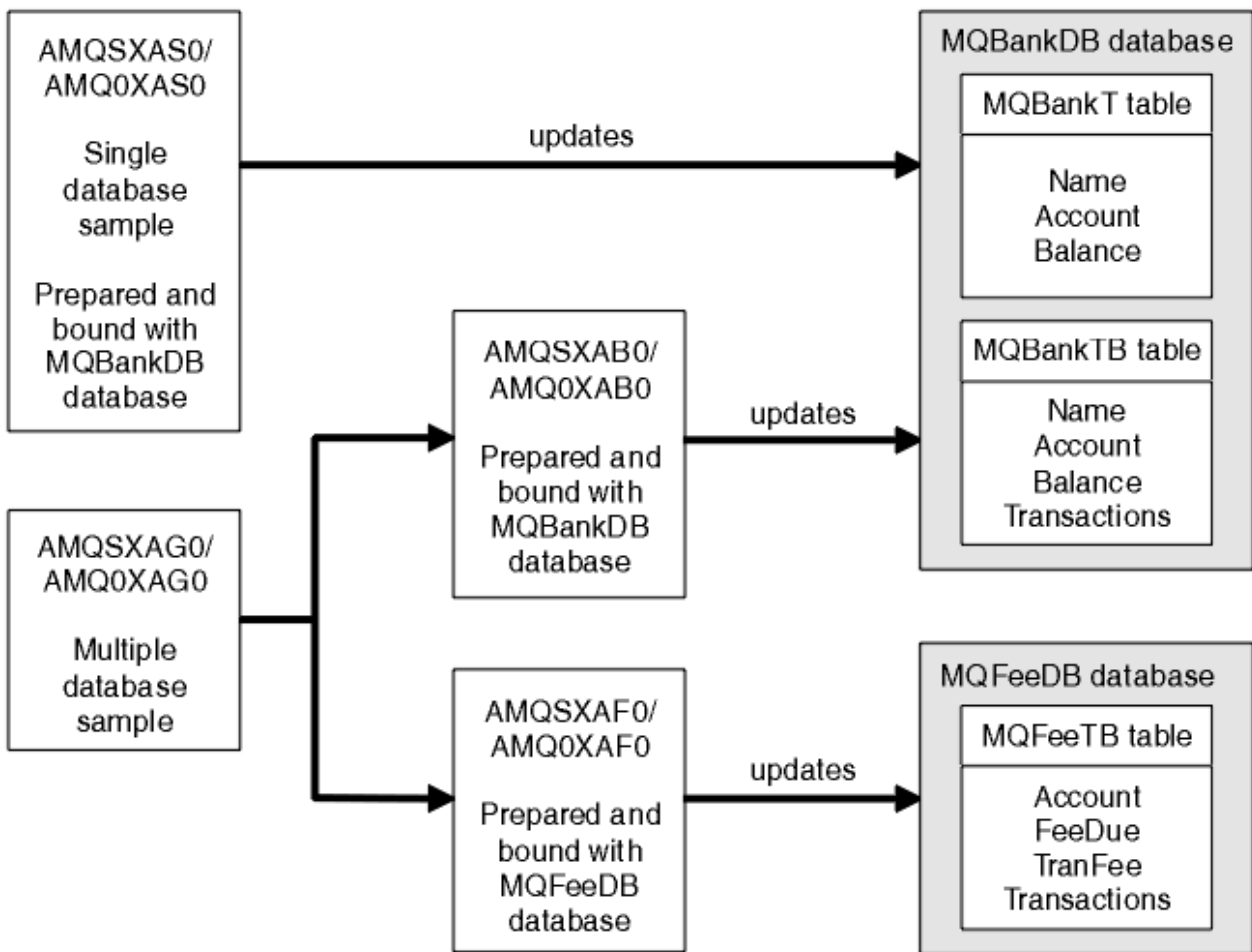 AMQSXAS0/
AMQ0XAS0
Single
database
sample
Prepared and
bound with
MQBankDB
database
updates
MQBankDB database
MQBankT table
Name
Account
Balance
MQBankTB table
Name
Account
Balance
Transactions
AMQSXAB0/
AMQ0XAB0
Prepared and
bound with
MQBankDB
database
updates
AMQSXAG0/
AMQ0XAG0
Multiple
database
sample
AMQSXAF0/
AMQ0XAF0
Prepared and
bound with
MQFeeDB
database
updates
MQFeeDB database
MQFeeTB table
Account
FeeDue
TranFee
Transactions